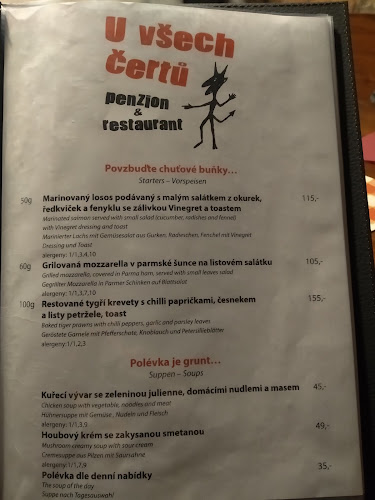 U všech
čertů
penzion
&
restaurant
Povzbuďte chuťové buňky...
Starters – Vorspeisen
50g Marinovaný losos podávaný s malým salátkem z okurek, 115,-
ředkviček a fenyklu se zálivkou Vinegret a toastem
Marinated salmon served with small salad (cucumber, radishes and fennel)
with Vinegret dressing and toast
Marinierter Lachs mit Gemüsesalat aus Gurken, Radieschen, Fenchel mit Vinegret
Dressing und Toast
alergeny: 1/1,3,4,10
60g Grilovaná mozzarella v parmské šunce na listovém salátku 105,-
Grilled mozzarella, covered in Parma ham, served with small leaves salad
Gegrillter Mozzarella in Parmer Schinken auf Blattsalat
alergeny: 1/1,3,7,10
100g Restované tygří krevety s chilli papričkami, česnekem 155,-
a listy petržele, toast
Baked tiger prawns with chilli peppers, garlic and parsley leaves
Geröstete Garnele mit Pfefferschote, Knoblauch und Petersilieblätter
alergeny:1/1,2,3
Polévka je grunt...
Suppen – Soups
Kuřecí vývar se zeleninou julienne, domácími nudlemi a masem 45,-
Chicken soup with vegetable, noodles and meat
Hühnersuppe mit Gemüse, Nudeln und Fleisch
alergeny: 1/1,3,9
Houbový krém se zakysanou smetanou 49,-
Mushroom creamy soup with sour cream
Cremesuppe aus Pilzen mit Saursahne
alergeny:1/1,7,9
Polévka dle denní nabídky 35,-
The soup of the day
Suppe nach Tagesauswahl